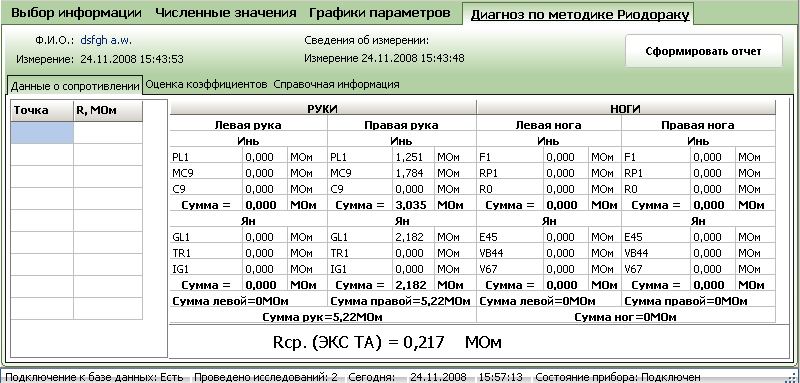 Выбор информации Численные значения Графики параметров Диагноз по методике Риодораку
Ф.И.О.: dsfgh a.w. Сведения об измерении:
Измерение: 24.11.2008 15:43:53 Измерение 24.11.2008 15:43:48
Сформировать отчет
Данные о сопротивлении Оценка коэффициентов Справочная информация
Точка R, МОм
РУКИ НОГИ
Левая рука Правая рука Левая нога Правая нога
Инь Инь Инь Инь
PL1 0,000 МОм PL1 1,251 МОм F1 0,000 МОм F1 0,000 МОм
MC9 0,000 МОм MC9 1,784 МОм RP1 0,000 МОм RP1 0,000 МОм
C9 0,000 МОм C9 0,000 МОм R0 0,000 МОм R0 0,000 МОм
Сумма = 0,000 МОм Сумма = 3,035 МОм Сумма = 0,000 МОм Сумма = 0,000 МОм
Ян Ян Ян Ян
GL1 0,000 МОм GL1 2,182 МОм E45 0,000 МОм E45 0,000 МОм
TR1 0,000 МОм TR1 0,000 МОм VB44 0,000 МОм VB44 0,000 МОм
IG1 0,000 МОм IG1 0,000 МОм V67 0,000 МОм V67 0,000 МОм
Сумма = 0,000 МОм Сумма = 2,182 МОм Сумма = 0,000 МОм Сумма = 0,000 МОм
Сумма левой=0МОм Сумма правой=5,22МОм Сумма левой=0МОм Сумма правой=0МОм
Сумма рук=5,22МОм Сумма ног=0МОм
Rср. (ЭКС ТА) = 0,217 МОм
Подключение к базе данных: Есть Проведено исследований: 2 Сегодня: 24.11.2008 15:57:13 Состояние прибора: Подключен